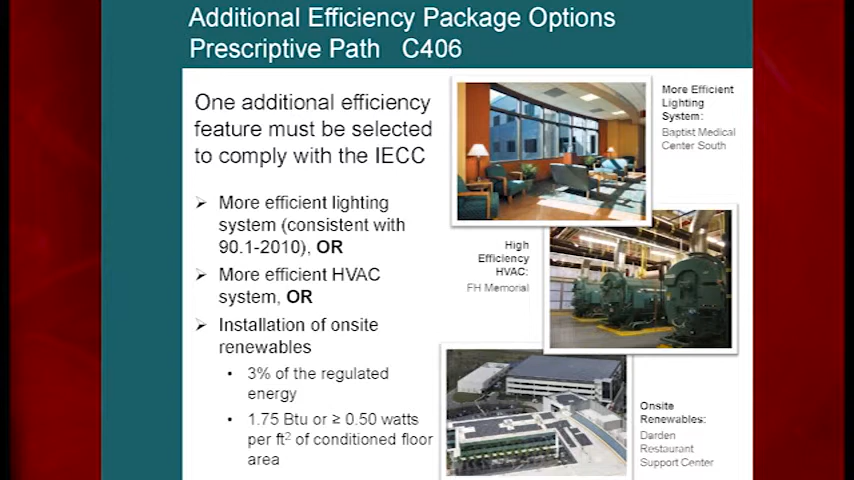 Additional Efficiency Package Options
Prescriptive Path C406
One additional efficiency
feature must be selected
to comply with the IECC
➢ More efficient lighting
system (consistent with
90.1-2010), OR
➢ More efficient HVAC
system, OR
➢ Installation of onsite
renewables
• 3% of the regulated
energy
• 1.75 Btu or ≥ 0.50 watts
per ft² of conditioned floor
area
More Efficient
Lighting
System:
Baptist Medical
Center South
High
Efficiency
HVAC:
FH Memorial
Onsite
Renewables:
Darden
Restaurant
Support Center